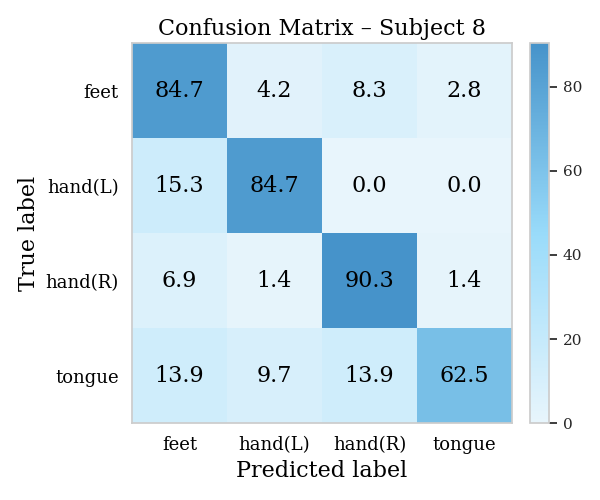 Confusion Matrix – Subject 8
feet 84.7 4.2 8.3 2.8
hand(L) 15.3 84.7 0.0 0.0
hand(R) 6.9 1.4 90.3 1.4
tongue 13.9 9.7 13.9 62.5
feet hand(L) hand(R) tongue
Predicted label
True label
80
60
40
20
0